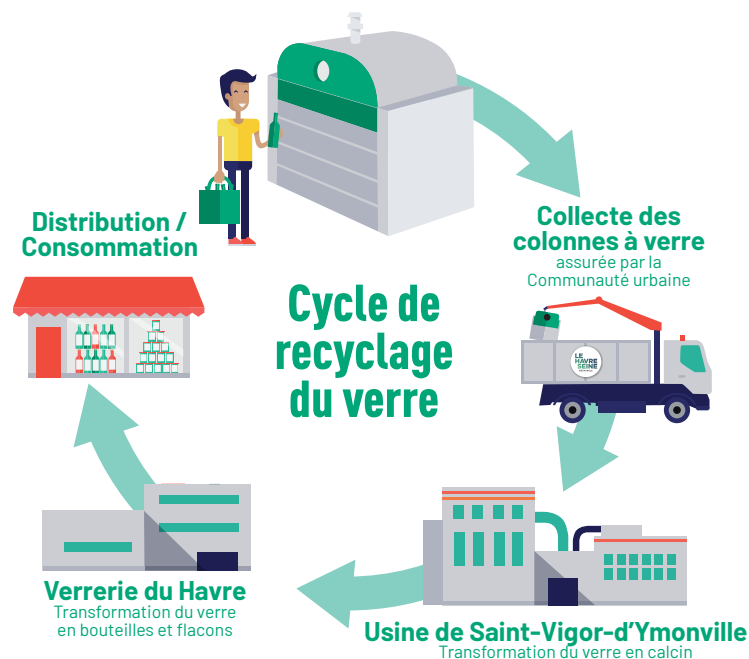 Cycle de
recyclage
du verre
Collecte des
colonnes à verre
assurée par la
Communauté urbaine
LE
HAVRE
SEINE
Usine de Saint-Vigor-d’Ymonville
Transformation du verre en calcin
Verrerie du Havre
Transformation du verre
en bouteilles et flacons
Distribution /
Consommation